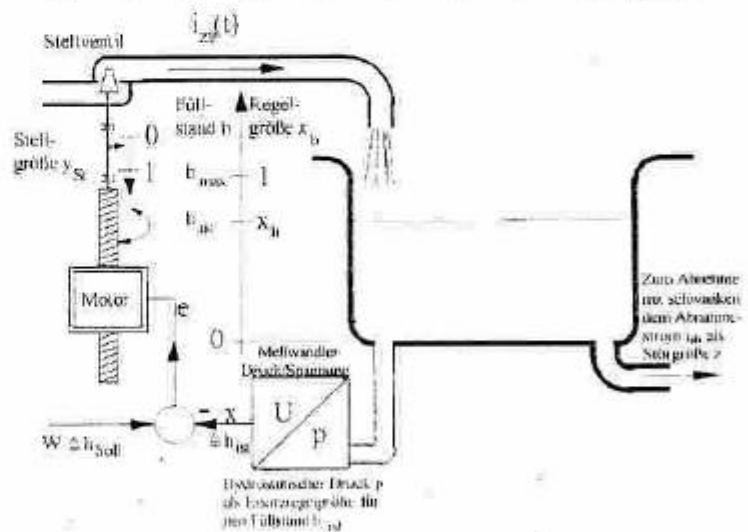 i_zu(t)
Stellventil
Füll-
stand h
Regel-
größe x_h
Stell-
größe y_St
0
1
h_max
1
h_ist
x_h
Motor
e
0
Meßwandler
Druck/Spannung
Zum Abnehmer
mit schwanken
dem Abnahme-
strom i_ab als
Störgröße z
- x
≙ h_ist
U
p
W ≙ h_Soll
Hydrostatischer Druck p
als Ersatzregelgröße für
den Füllstand h_ist